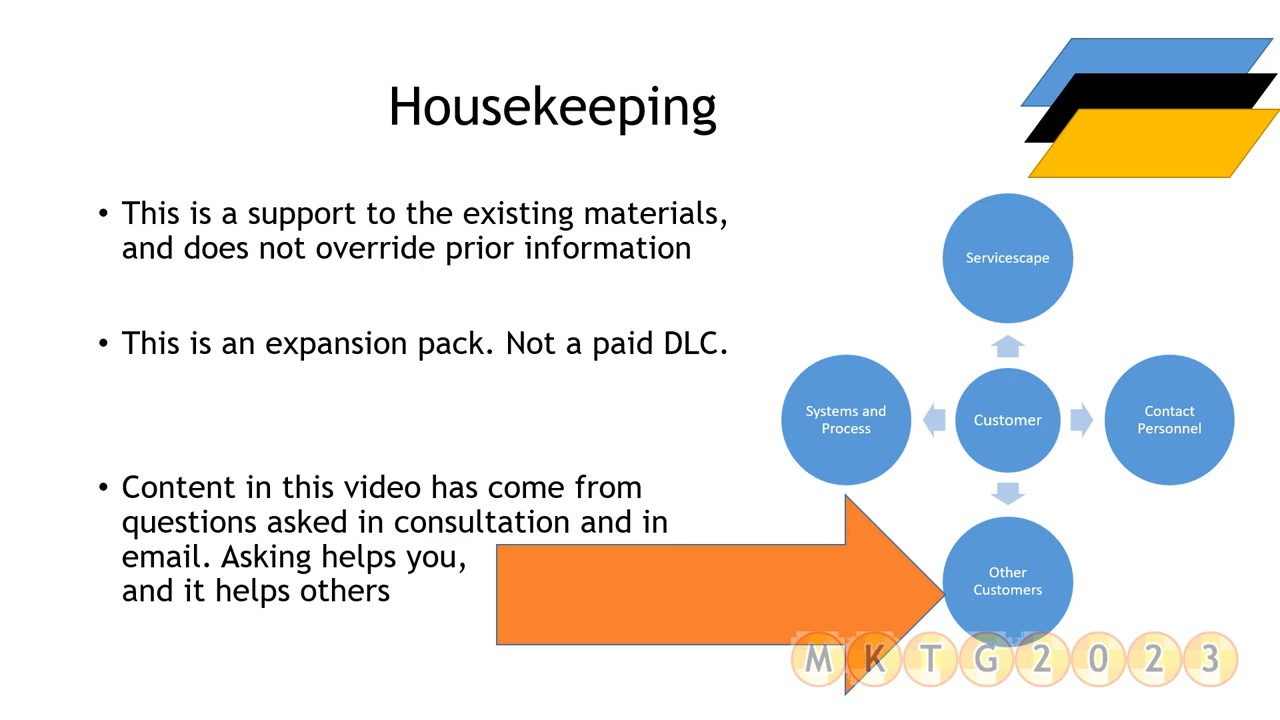 Housekeeping
• This is a support to the existing materials,
and does not override prior information
• This is an expansion pack. Not a paid DLC.
• Content in this video has come from
questions asked in consultation and in
email. Asking helps you,
and it helps others
Servicescape
Systems and
Process
Customer
Contact
Personnel
Other
Customers
MKTG2023